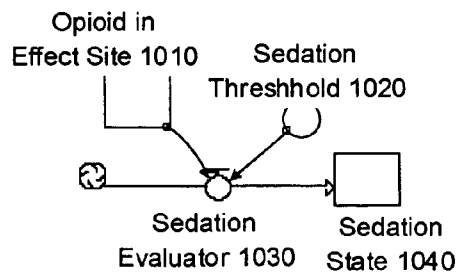 Opioid in
Effect Site 1010
Sedation
Threshhold 1020
Sedation
Evaluator 1030
Sedation
State 1040